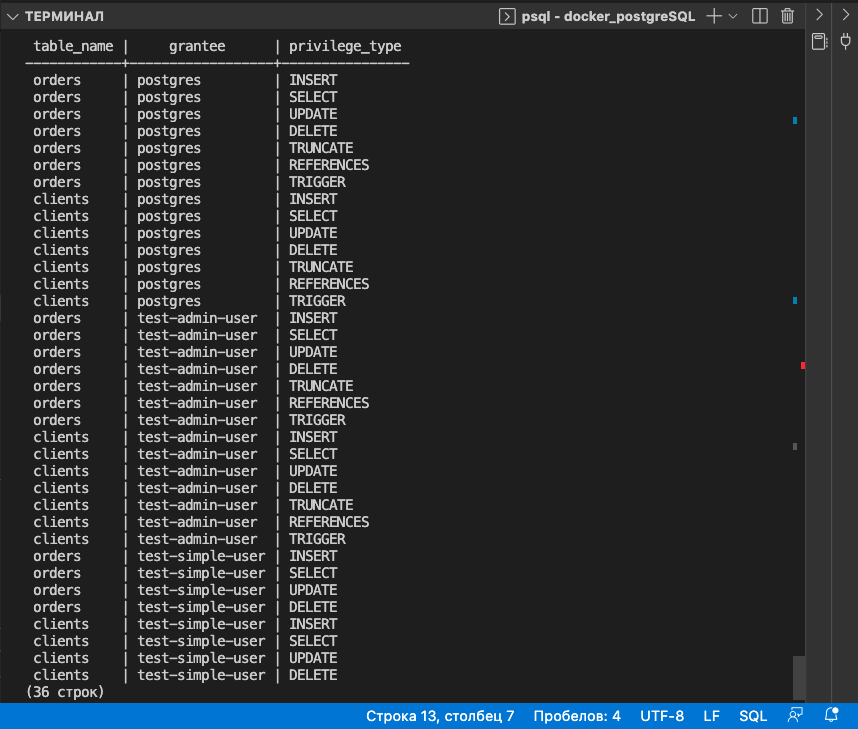 ТЕРМИНАЛ psql - docker_postgreSQL
table_name | grantee | privilege_type
------------+------------------+----------------
orders | postgres | INSERT
orders | postgres | SELECT
orders | postgres | UPDATE
orders | postgres | DELETE
orders | postgres | TRUNCATE
orders | postgres | REFERENCES
orders | postgres | TRIGGER
clients | postgres | INSERT
clients | postgres | SELECT
clients | postgres | UPDATE
clients | postgres | DELETE
clients | postgres | TRUNCATE
clients | postgres | REFERENCES
clients | postgres | TRIGGER
orders | test-admin-user | INSERT
orders | test-admin-user | SELECT
orders | test-admin-user | UPDATE
orders | test-admin-user | DELETE
orders | test-admin-user | TRUNCATE
orders | test-admin-user | REFERENCES
orders | test-admin-user | TRIGGER
clients | test-admin-user | INSERT
clients | test-admin-user | SELECT
clients | test-admin-user | UPDATE
clients | test-admin-user | DELETE
clients | test-admin-user | TRUNCATE
clients | test-admin-user | REFERENCES
clients | test-admin-user | TRIGGER
orders | test-simple-user | INSERT
orders | test-simple-user | SELECT
orders | test-simple-user | UPDATE
orders | test-simple-user | DELETE
clients | test-simple-user | INSERT
clients | test-simple-user | SELECT
clients | test-simple-user | UPDATE
clients | test-simple-user | DELETE
(36 строк)
Строка 13, столбец 7 Пробелов: 4 UTF-8 LF SQL